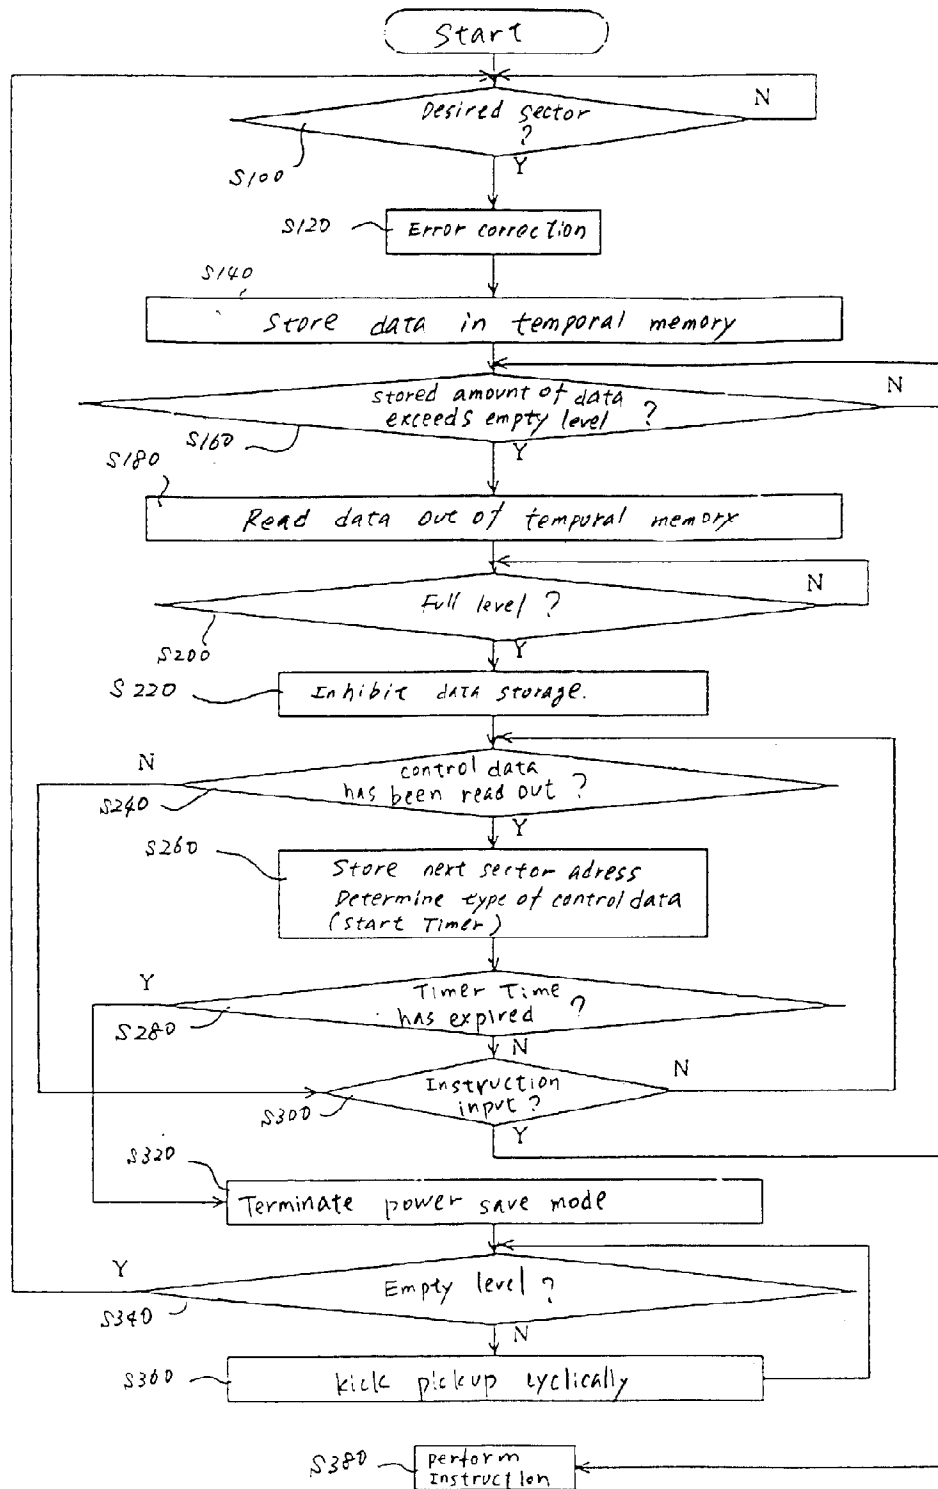 Start
Desired sector
?
N
S100
Y
S120
Error correction
S140
Store data in temporal memory
Stored amount of data
exceeds empty level ?
N
S160
Y
S180
Read data out of temporal memory
Full level ?
N
S200
Y
S220
Inhibit data storage.
N
control data
has been read out ?
S240
Y
S260
Store next sector adress
Determine type of control data
(Start Timer)
Y
Timer Time
has expired ?
S280
N
Instruction
input ?
N
S300
Y
S320
Terminate power save mode
Y
Empty level ?
S340
N
S360
kick pickup cyclically
S380
perform
Instruction